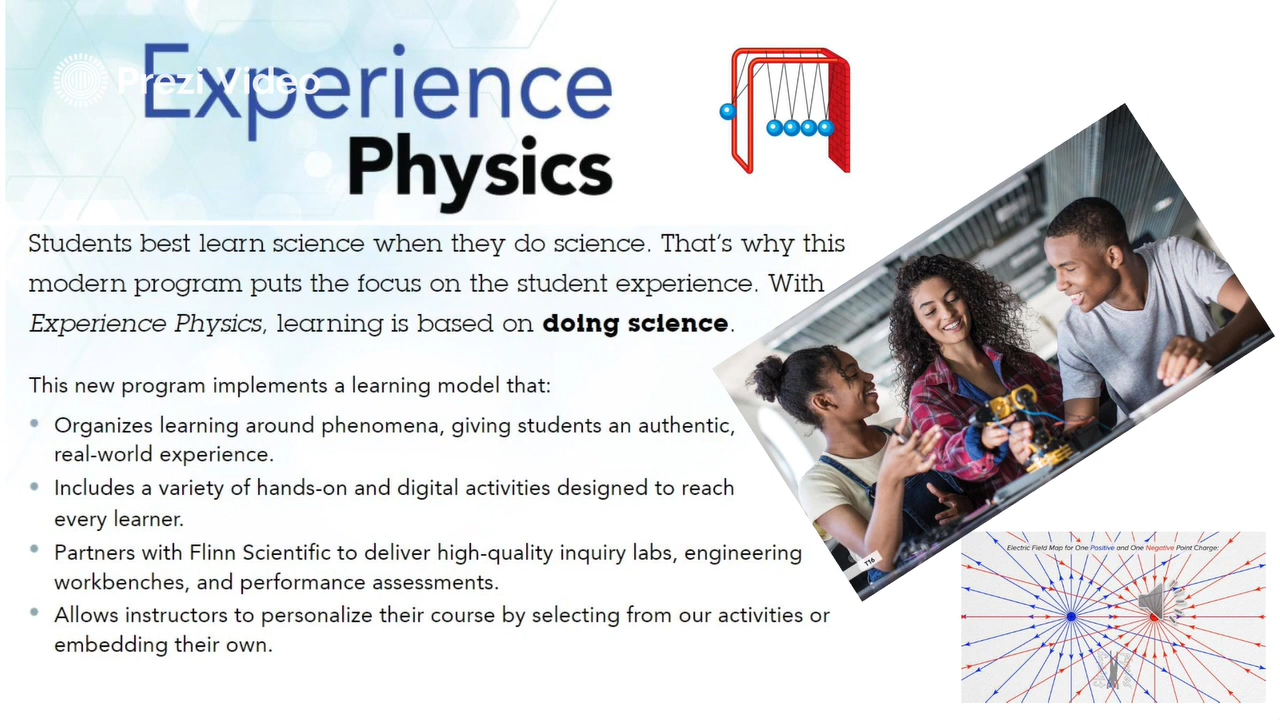 Prezi Video
Experience
Physics
Students best learn science when they do science. That's why this
modern program puts the focus on the student experience. With
Experience Physics, learning is based on doing science.
This new program implements a learning model that:
• Organizes learning around phenomena, giving students an authentic,
real-world experience.
• Includes a variety of hands-on and digital activities designed to reach
every learner.
• Partners with Flinn Scientific to deliver high-quality inquiry labs, engineering
workbenches, and performance assessments.
• Allows instructors to personalize their course by selecting from our activities or
embedding their own.
T16
Electric Field Map for One Positive and One Negative Point Charge: